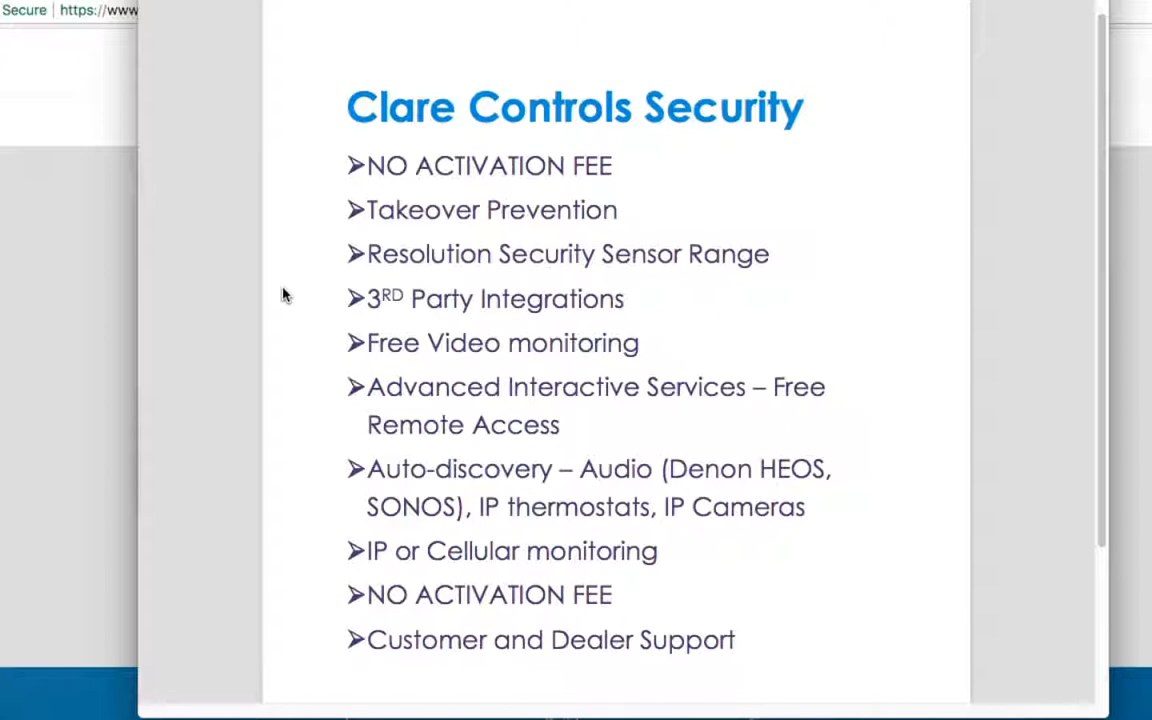 Secure https://www
Clare Controls Security
➢NO ACTIVATION FEE
➢Takeover Prevention
➢Resolution Security Sensor Range
➢3RD Party Integrations
➢Free Video monitoring
➢Advanced Interactive Services – Free
Remote Access
➢Auto-discovery – Audio (Denon HEOS,
SONOS), IP thermostats, IP Cameras
➢IP or Cellular monitoring
➢NO ACTIVATION FEE
➢Customer and Dealer Support